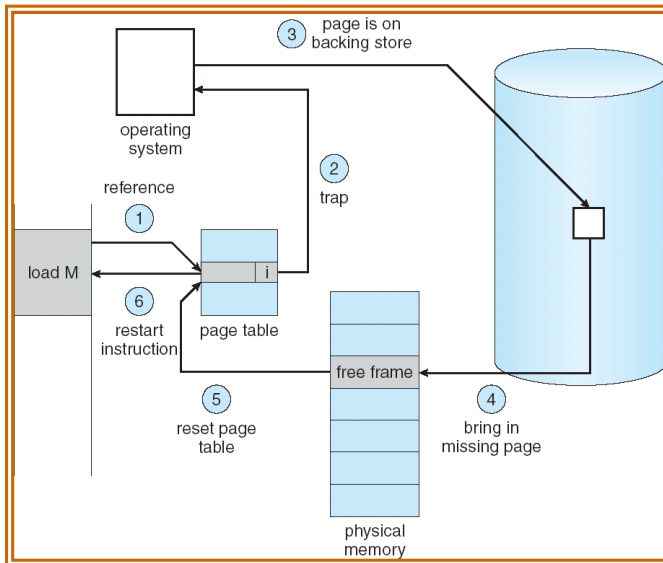 3
page is on
backing store
operating
system
2
trap
reference
1
load M
i
6
restart
instruction
page table
free frame
5
reset page
table
4
bring in
missing page
physical
memory